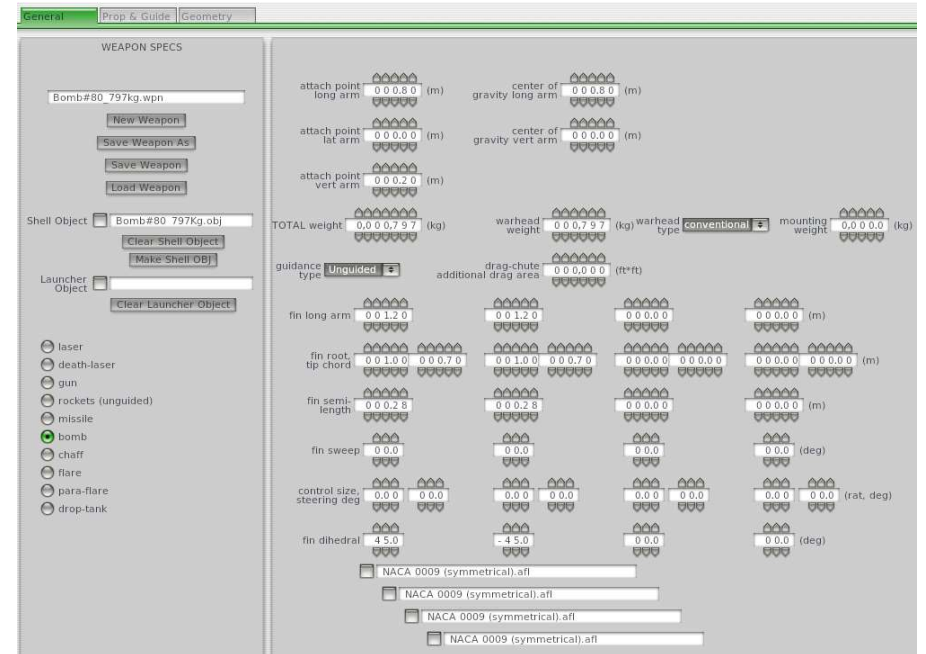 General Prop & Guide Geometry
WEAPON SPECS
Bomb#80_797kg.wpn
New Weapon
Save Weapon As
Save Weapon
Load Weapon
Shell Object Bomb#80 797Kg.obj
Clear Shell Object
Make Shell OBJ
Launcher
Object
Clear Launcher Object
laser
death-laser
gun
rockets (unguided)
missile
bomb
chaff
flare
para-flare
drop-tank
attach point
long arm 0 0 0.8 0 (m) center of
gravity long arm 0 0 0.8 0 (m)
attach point
lat arm 0 0 0.0 0 (m) center of
gravity vert arm 0 0 0.0 0 (m)
attach point
vert arm 0 0 0.2 0 (m)
TOTAL weight 0,0 0 0,7 9 7 (kg) warhead
weight 0 0 0,7 9 7 (kg) warhead
type conventional mounting
weight 0,0 0 0.0 (kg)
guidance
type Unguided drag-chute
additional drag area 0 0 0,0 0 0 (ft*ft)
fin long arm 0 0 1.2 0 0 0 1.2 0 0 0 0.0 0 0 0 0.0 0 (m)
fin root,
tip chord 0 0 1.0 0 0 0 0.7 0 0 0 1.0 0 0 0 0.7 0 0 0 0.0 0 0 0 0.0 0 0 0 0.0 0 0 0 0.0 0 (m)
fin semi-
length 0 0 0.2 8 0 0 0.2 8 0 0 0.0 0 0 0 0.0 0 (m)
fin sweep 0 0.0 0 0.0 0 0.0 0 0.0 (deg)
control size,
steering deg 0.0 0 0 0.0 0.0 0 0 0.0 0.0 0 0 0.0 0.0 0 0 0.0 (rat, deg)
fin dihedral 4 5.0 - 4 5.0 0 0.0 0 0.0 (deg)
NACA 0009 (symmetrical).afl
NACA 0009 (symmetrical).afl
NACA 0009 (symmetrical).afl
NACA 0009 (symmetrical).afl